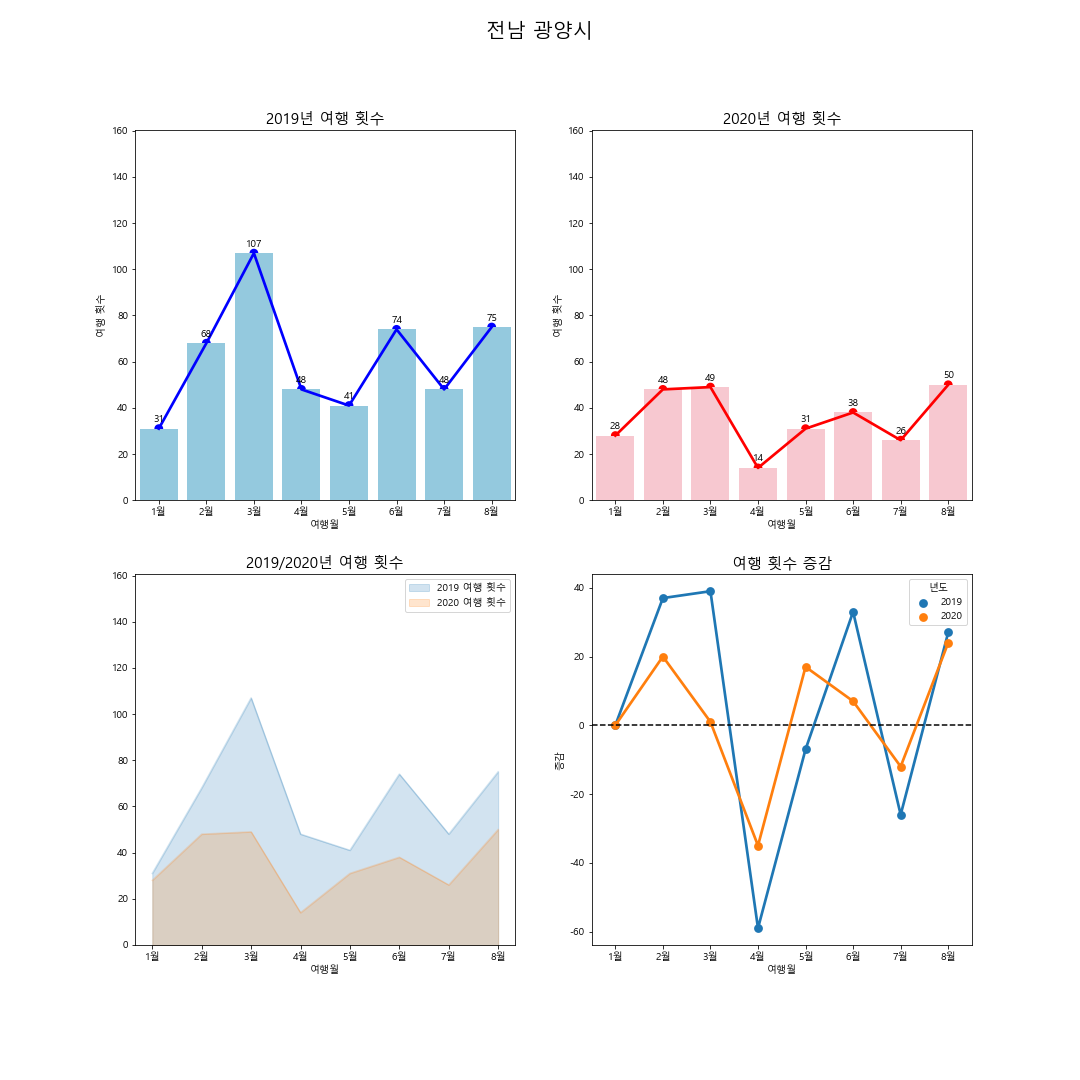 전남 광양시
2019년 여행 횟수
160
140
120
100
80
60
40
20
0
여행 횟수
31
68
107
48
41
74
48
75
1월 2월 3월 4월 5월 6월 7월 8월
여행월
2020년 여행 횟수
160
140
120
100
80
60
40
20
0
여행 횟수
28
48
49
14
31
38
26
50
1월 2월 3월 4월 5월 6월 7월 8월
여행월
2019/2020년 여행 횟수
160
140
120
100
80
60
40
20
0
2019 여행 횟수
2020 여행 횟수
1월 2월 3월 4월 5월 6월 7월 8월
여행월
여행 횟수 증감
40
20
0
-20
-40
-60
증감
년도
2019
2020
1월 2월 3월 4월 5월 6월 7월 8월
여행월